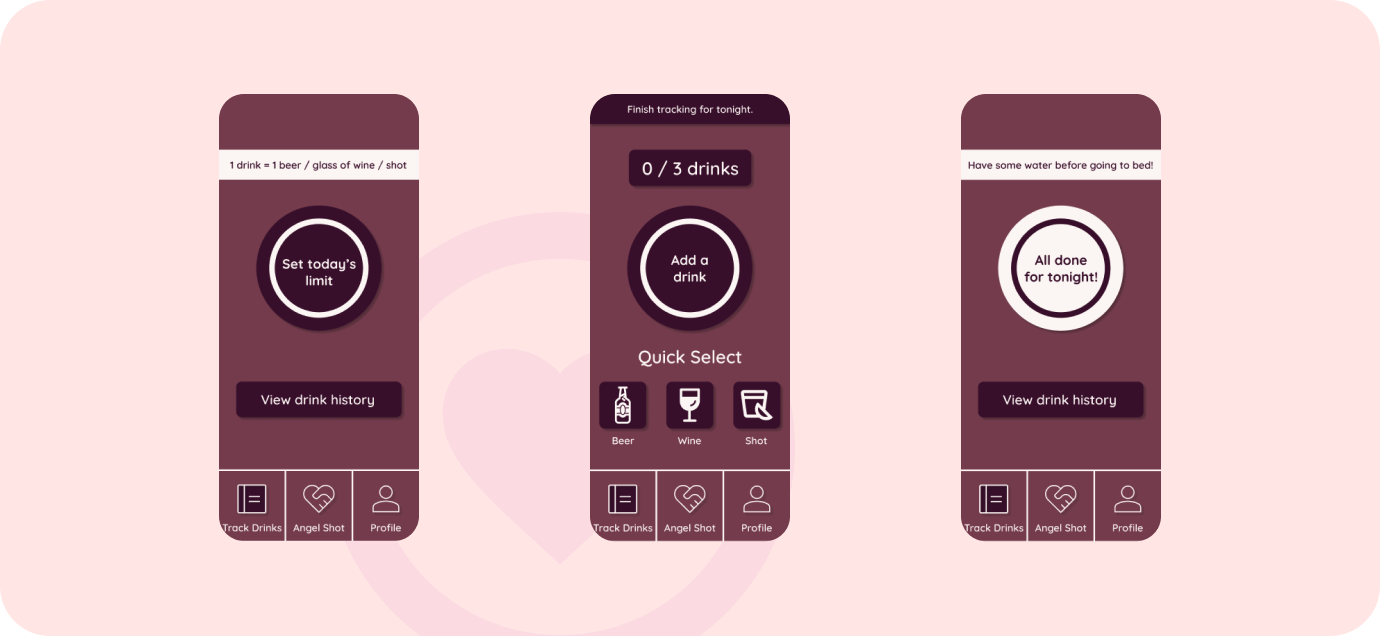 1 drink = 1 beer / glass of wine / shot
Set today's
limit
View drink history
Track Drinks
Angel Shot
Profile
Finish tracking for tonight.
0 / 3 drinks
Add a
drink
Quick Select
Beer
Wine
Shot
Track Drinks
Angel Shot
Profile
Have some water before going to bed!
All done
for tonight!
View drink history
Track Drinks
Angel Shot
Profile